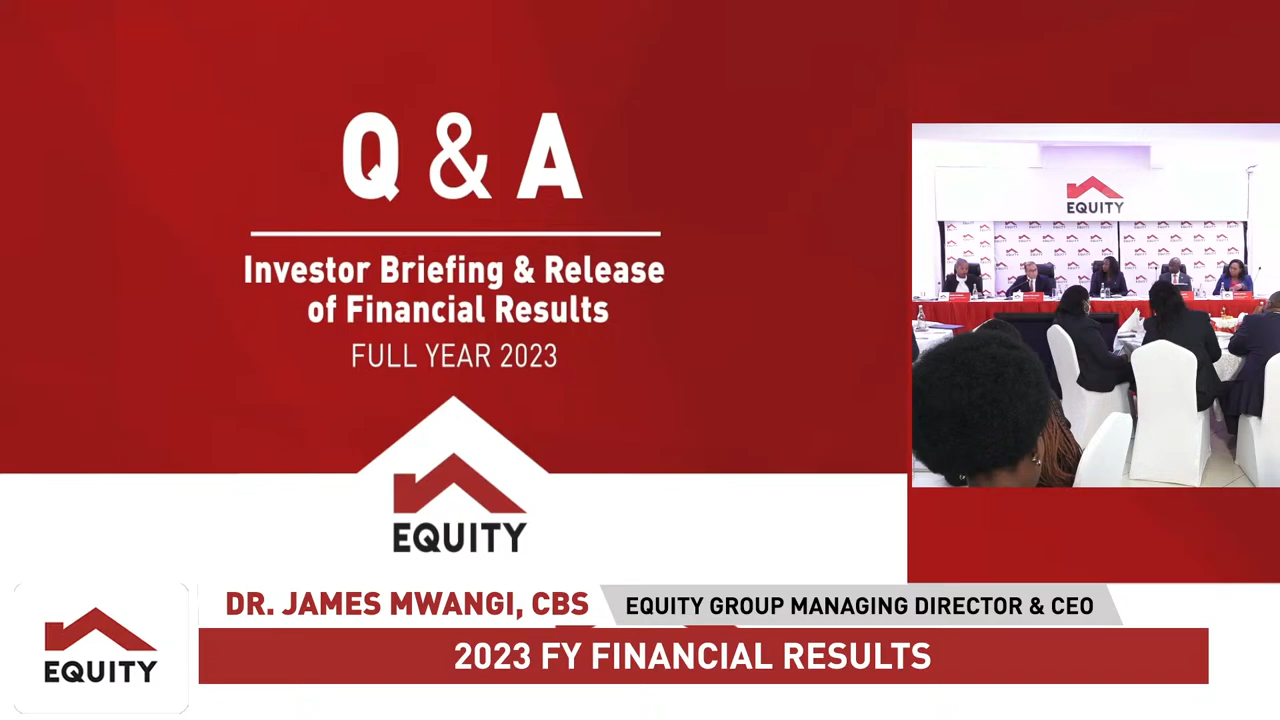 Q & A
Investor Briefing & Release
of Financial Results
FULL YEAR 2023
EQUITY
EQUITY
DR. JAMES MWANGI, CBS
EQUITY GROUP MANAGING DIRECTOR & CEO
2023 FY FINANCIAL RESULTS
EQUITY